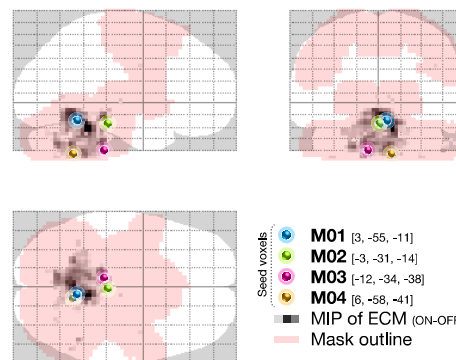 Seed voxels
M01 [3, -55, -11]
M02 [-3, -31, -14]
M03 [-12, -34, -38]
M04 [6, -58, -41]
MIP of ECM (ON-OFF
Mask outline